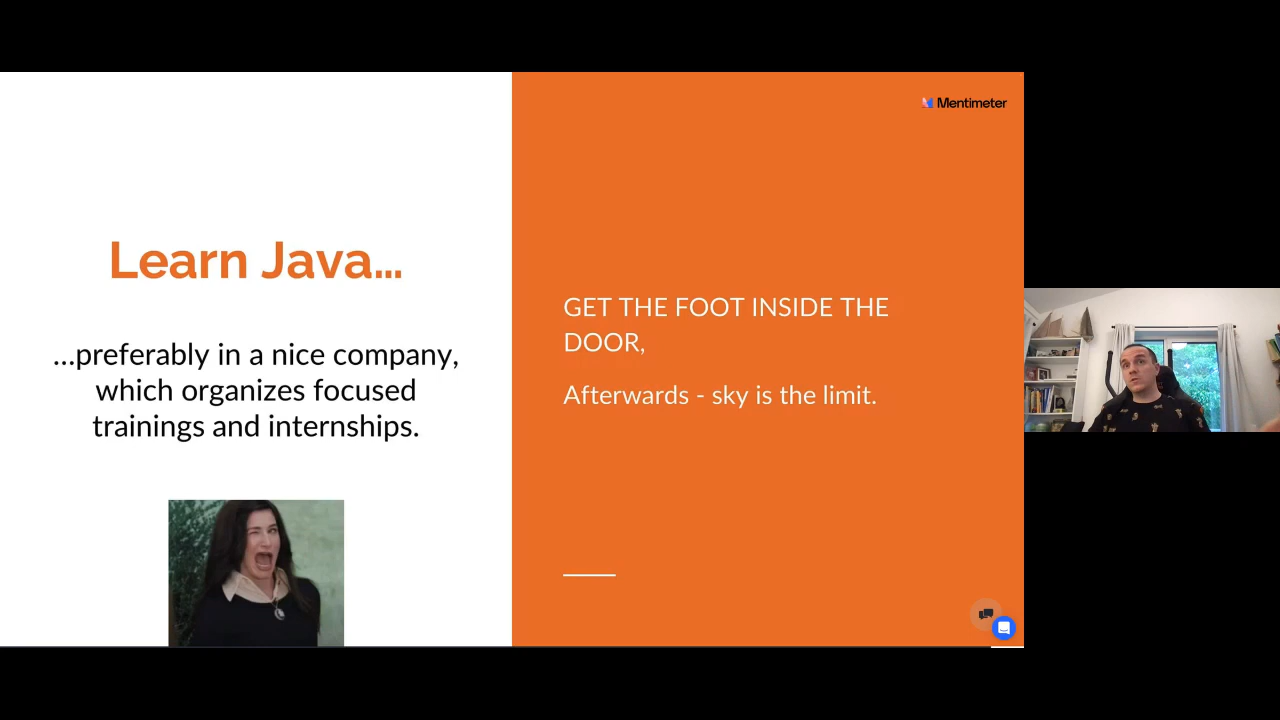 Mentimeter
Learn Java...
...preferably in a nice company,
which organizes focused
trainings and internships.
GET THE FOOT INSIDE THE
DOOR,
Afterwards - sky is the limit.